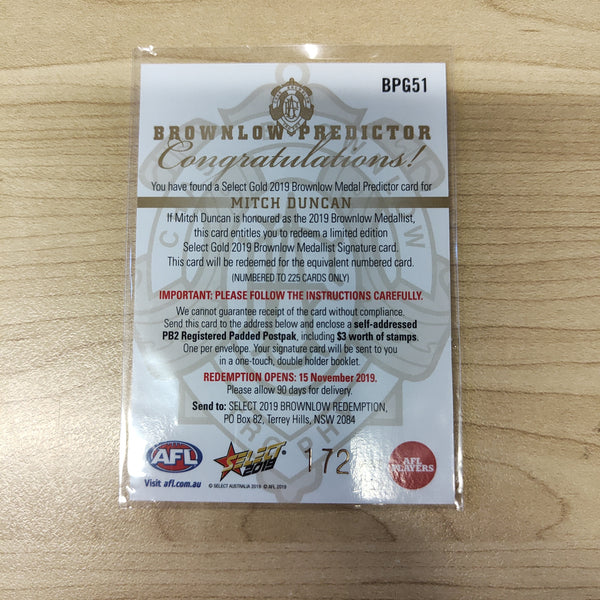 BPG51
BROWNLOW PREDICTOR
Congratulations!
You have found a Select Gold 2019 Brownlow Medal Predictor card for
MITCH DUNCAN
If Mitch Duncan is honoured as the 2019 Brownlow Medallist,
this card entitles you to redeem a limited edition
Select Gold 2019 Brownlow Medallist Signature card.
This card will be redeemed for the equivalent numbered card.
(NUMBERED TO 225 CARDS ONLY)
IMPORTANT: PLEASE FOLLOW THE INSTRUCTIONS CAREFULLY.
We cannot guarantee receipt of the card without compliance.
Send this card to the address below and enclose a self-addressed
PB2 Registered Padded Postpak, including $3 worth of stamps.
One per envelope. Your signature card will be sent to you
in a one-touch, double holder booklet.
REDEMPTION OPENS: 15 November 2019.
Please allow 90 days for delivery.
Send to: SELECT 2019 BROWNLOW REDEMPTION,
PO Box 82, Terrey Hills, NSW 2084
AFL
SELECT 2019
172
AFL PLAYERS
Visit afl.com.au
© SELECT AUSTRALIA 2019 © AFL 2019